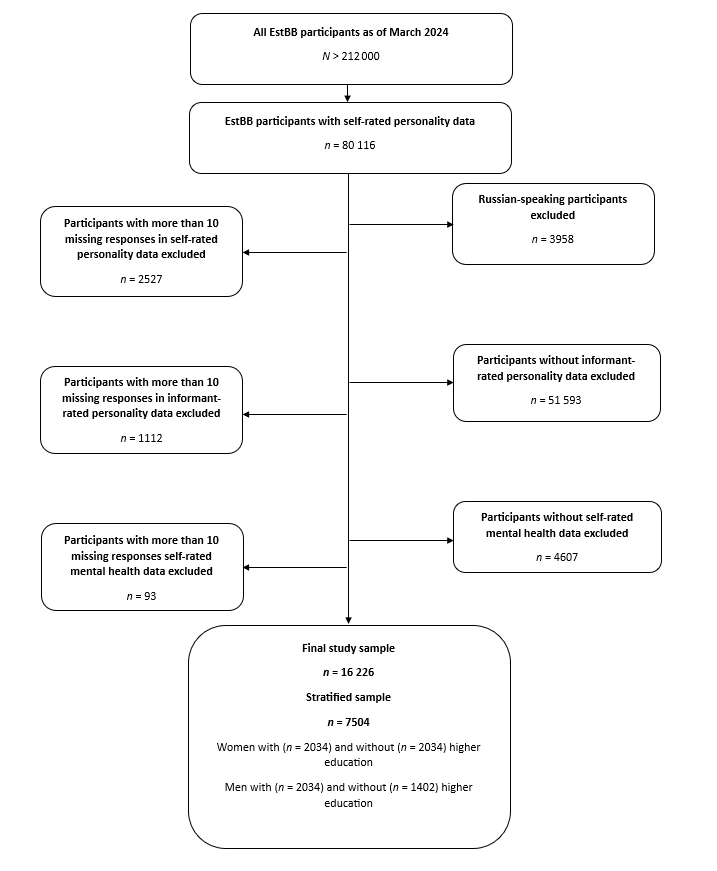 All EstBB participants as of March 2024
N > 212 000
EstBB participants with self-rated personality data
n = 80 116
Russian-speaking participants
excluded
n = 3958
Participants with more than 10
missing responses in self-rated
personality data excluded
n = 2527
Participants without informant-
rated personality data excluded
n = 51 593
Participants with more than 10
missing responses in informant-
rated personality data excluded
n = 1112
Participants without self-rated
mental health data excluded
n = 4607
Participants with more than 10
missing responses self-rated
mental health data excluded
n = 93
Final study sample
n = 16 226
Stratified sample
n = 7504
Women with (n = 2034) and without (n = 2034) higher
education
Men with (n = 2034) and without (n = 1402) higher
education